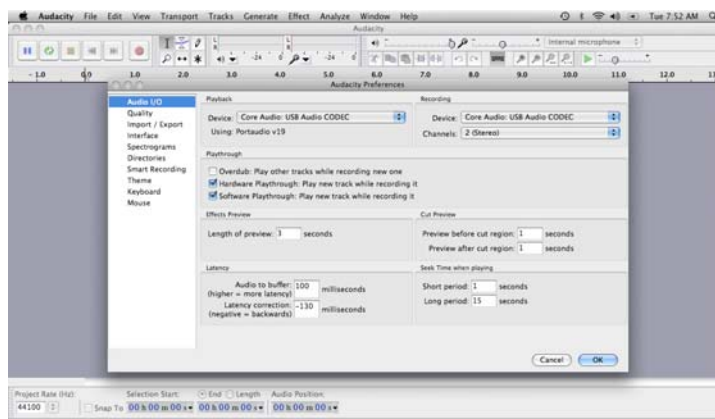 Audacity File Edit View Transport Tracks Generate Effect Analyze Window Help Tue 7:52 AM
Audacity
L
R
-24 0
L
R
-24 0
Internal microphone
- 1.0 0.0 1.0 2.0 3.0 4.0 5.0 6.0 7.0 8.0 9.0 10.0 11.0 12.0
Audacity Preferences
Audio I/O
Quality
Import / Export
Interface
Spectrograms
Directories
Smart Recording
Theme
Keyboard
Mouse
Playback
Device: Core Audio: USB Audio CODEC
Using: Portaudio v19
Recording
Device: Core Audio: USB Audio CODEC
Channels: 2 (Stereo)
Playthrough
Overdub: Play other tracks while recording new one
Hardware Playthrough: Play new track while recording it
Software Playthrough: Play new track while recording it
Effects Preview
Length of preview: 3 seconds
Cut Preview
Preview before cut region: 1 seconds
Preview after cut region: 1 seconds
Latency
Audio to buffer: 100 milliseconds
(higher = more latency)
Latency correction: -130 milliseconds
(negative = backwards)
Seek Time when playing
Short period: 1 seconds
Long period: 15 seconds
Cancel OK
Project Rate (Hz): Selection Start: End Length Audio Position:
44100 Snap To 00 h 00 m 00 s 00 h 00 m 00 s 00 h 00 m 00 s